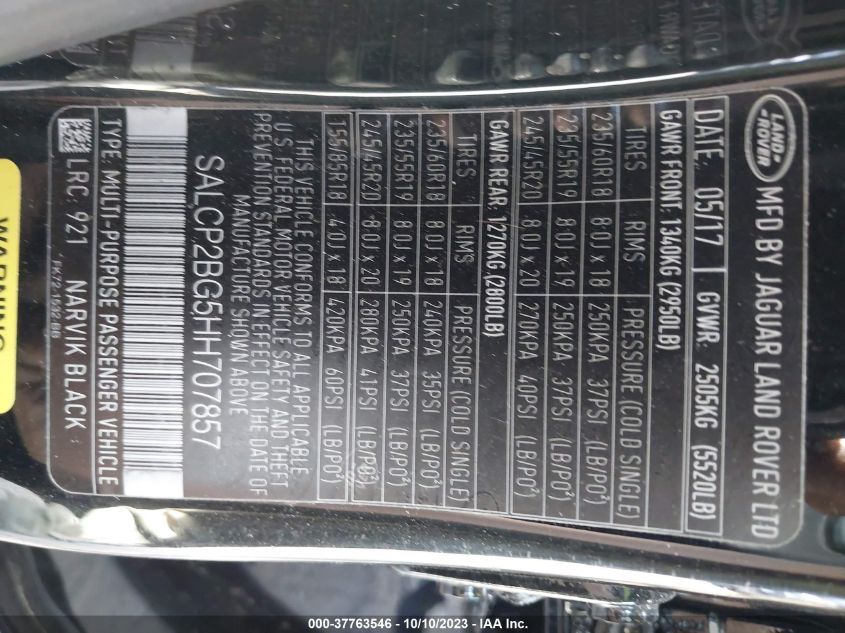 LAND
ROVER
MFD BY JAGUAR LAND ROVER LTD
DATE: 05/17 GVWR: 2505KG (5520LB)
GAWR FRONT: 1340KG (2950LB)
TIRES RIMS PRESSURE (COLD SINGLE)
235/60R18 8.0J x 18 250KPA 37PSI (LB/PO²)
235/55R19 8.0J x 19 250KPA 37PSI (LB/PO²)
245/45R20 8.0J x 20 270KPA 40PSI (LB/PO²)
GAWR REAR: 1270KG (2800LB)
TIRES RIMS PRESSURE (COLD SINGLE)
235/60R18 8.0J x 18 240KPA 35PSI (LB/PO²)
235/55R19 8.0J x 19 250KPA 37PSI (LB/PO²)
245/45R20 8.0J x 20 280KPA 41PSI (LB/PO²)
155/85R18 4.0J x 18 420KPA 60PSI (LB/PO²)
THIS VEHICLE CONFORMS TO ALL APPLICABLE
U.S. FEDERAL MOTOR VEHICLE SAFETY AND THEFT
PREVENTION STANDARDS IN EFFECT ON THE DATE OF
MANUFACTURE SHOWN ABOVE
SALCP2BG5HH707857
TYPE: MULTI-PURPOSE PASSENGER VEHICLE
LRC: 921 NARVIK BLACK
WARNING
000-37763546 - 10/10/2023 - IAA Inc.